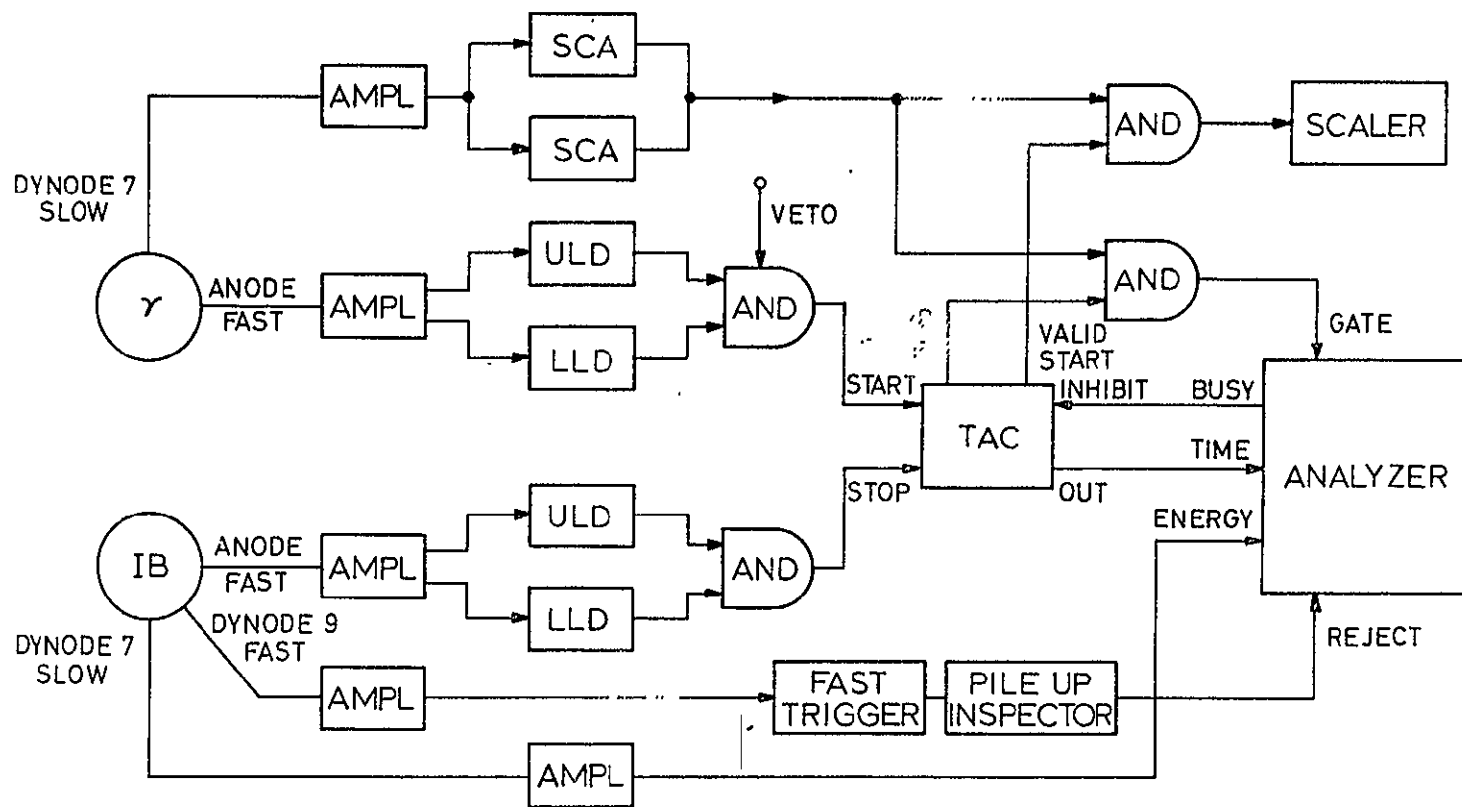 SCA
AMPL
AND
SCALER
SCA
DYNODE 7
SLOW
VETO
ULD
AND
γ
ANODE
FAST
AMPL
AND
GATE
LLD
VALID
START
START
INHIBIT
BUSY
TAC
TIME
ANALYZER
STOP
OUT
ULD
ENERGY
IB
ANODE
FAST
AMPL
AND
LLD
DYNODE 9
FAST
DYNODE 7
SLOW
REJECT
AMPL
FAST
TRIGGER
PILE UP
INSPECTOR
AMPL